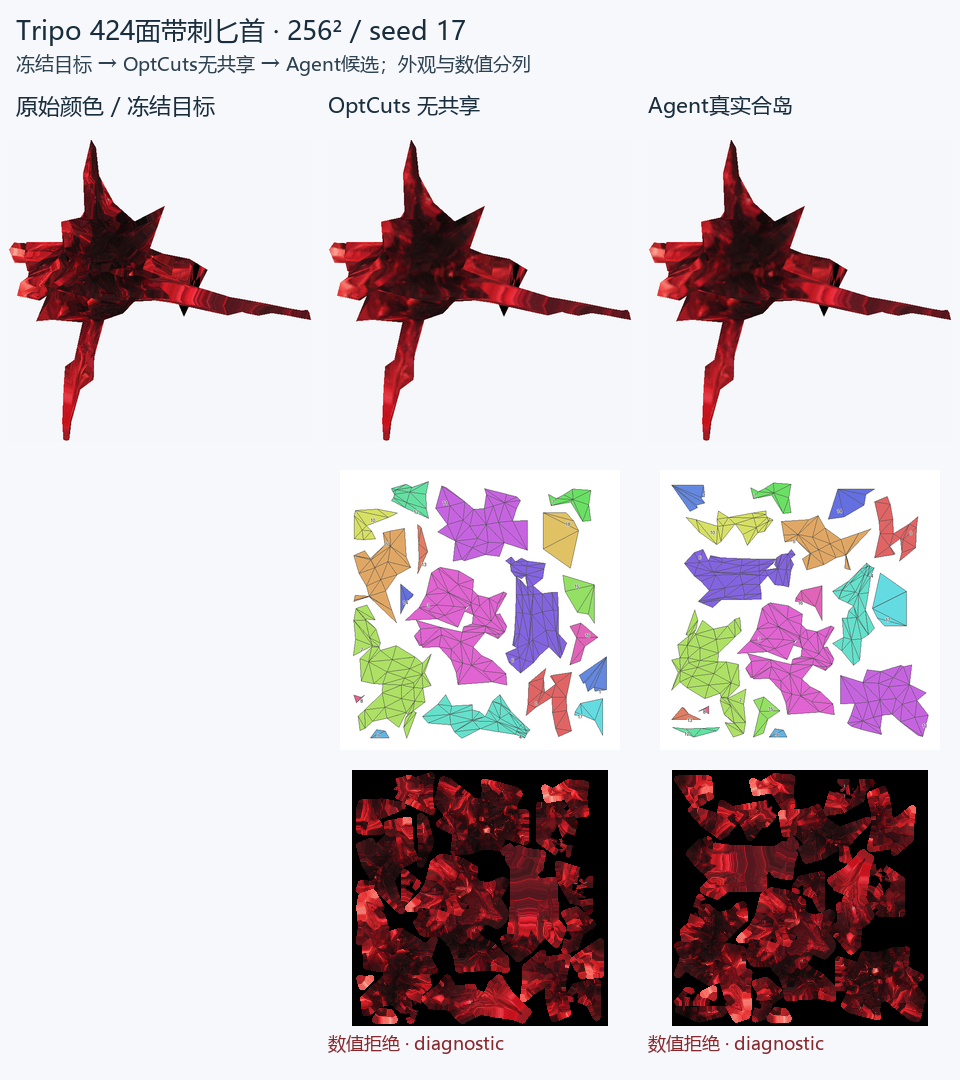 Tripo 424面带刺匕首 · 256² / seed 17
冻结目标 → OptCuts无共享 → Agent候选；外观与数值分列
原始颜色 / 冻结目标
OptCuts 无共享
Agent真实合岛
数值拒绝 · diagnostic
数值拒绝 · diagnostic